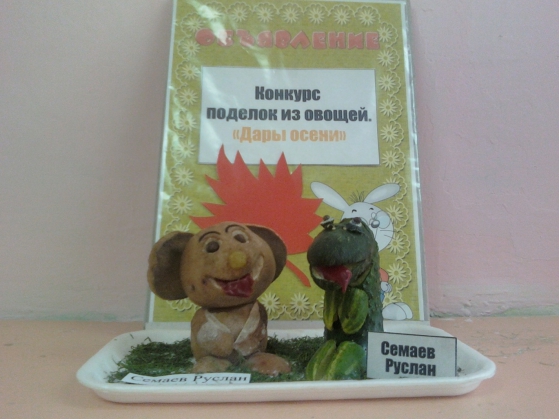 ОБЪЯВЛЕНИЕ
Конкурс
поделок из овощей.
«Дары осени»
Семаев
Руслан
Семаев Руслан